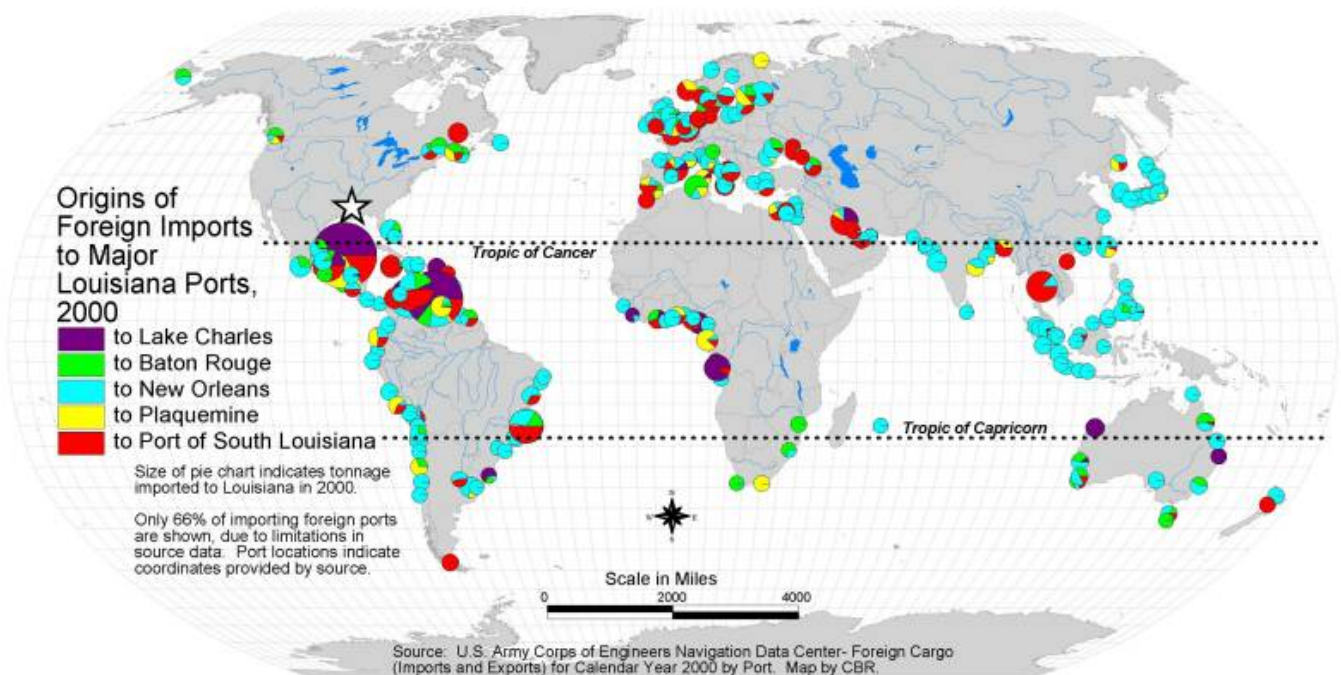 Origins of
Foreign Imports
to Major
Louisiana Ports,
2000
to Lake Charles
to Baton Rouge
to New Orleans
to Plaquemine
to Port of South Louisiana
Size of pie chart indicates tonnage
imported to Louisiana in 2000.
Only 66% of importing foreign ports
are shown, due to limitations in
source data. Port locations indicate
coordinates provided by source.
Tropic of Cancer
Tropic of Capricorn
N
W E
S
Scale in Miles
0 2000 4000
Source: U.S. Army Corps of Engineers Navigation Data Center- Foreign Cargo
(Imports and Exports) for Calendar Year 2000 by Port. Map by CBR.